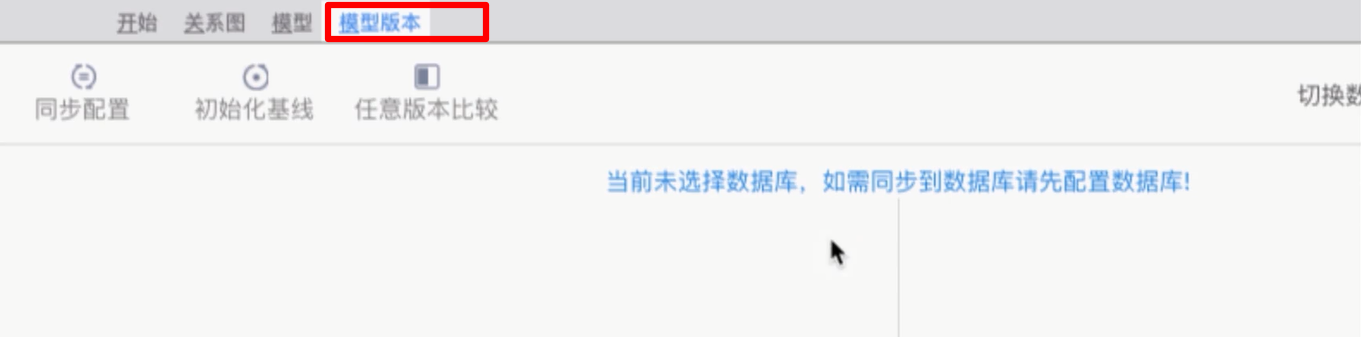 开始 关系图 模型 模型版本
同步配置 初始化基线 任意版本比较 切换数
当前未选择数据库，如需同步到数据库请先配置数据库!